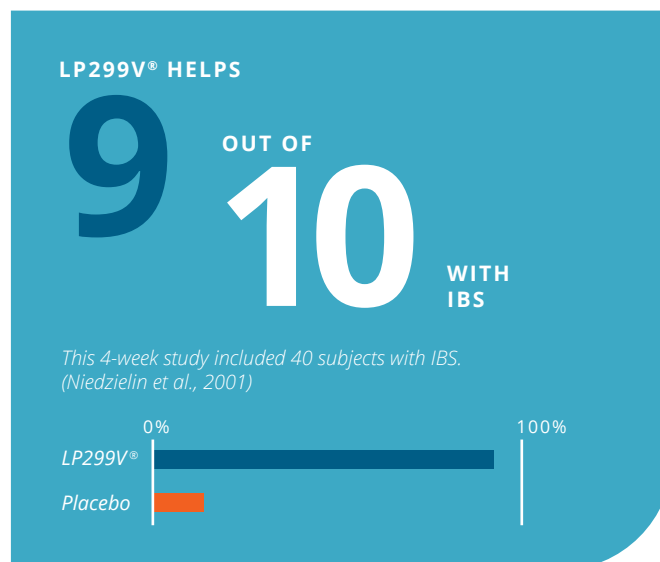 LP299V® HELPS
9
OUT OF
10
WITH
IBS
This 4-week study included 40 subjects with IBS.
(Niedzielin et al., 2001)
0% 100%
LP299V®
Placebo